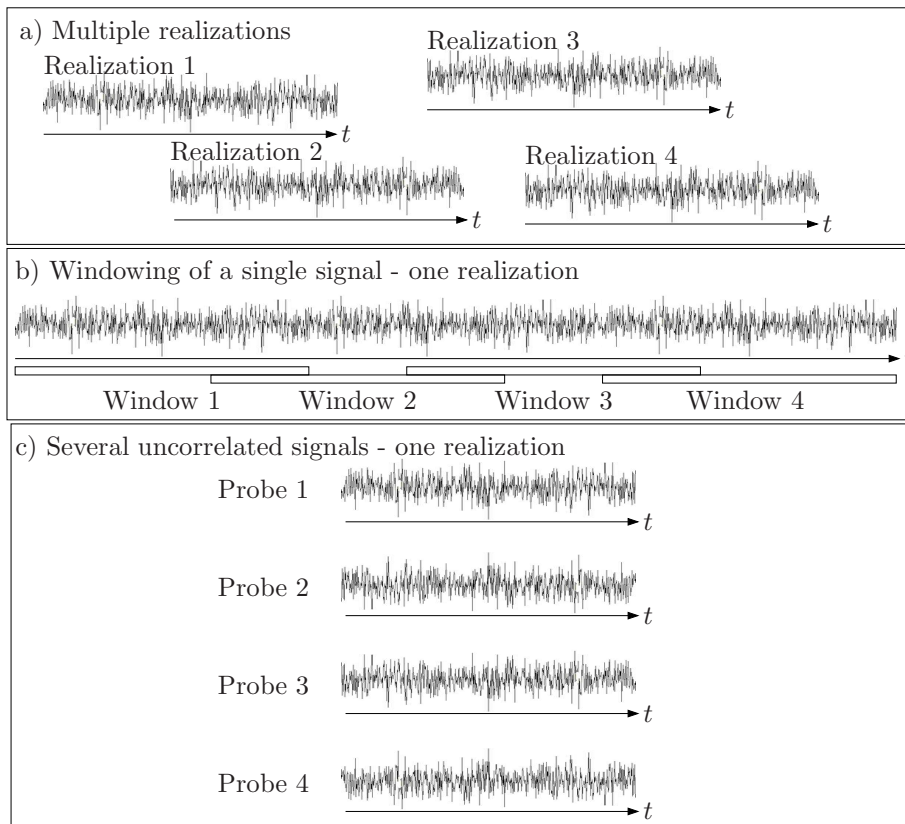 a) Multiple realizations
Realization 3
Realization 1
t
t
Realization 2
Realization 4
t
t
b) Windowing of a single signal - one realization
Window 1
Window 2
Window 3
Window 4
c) Several uncorrelated signals - one realization
Probe 1
t
Probe 2
t
Probe 3
t
Probe 4
t